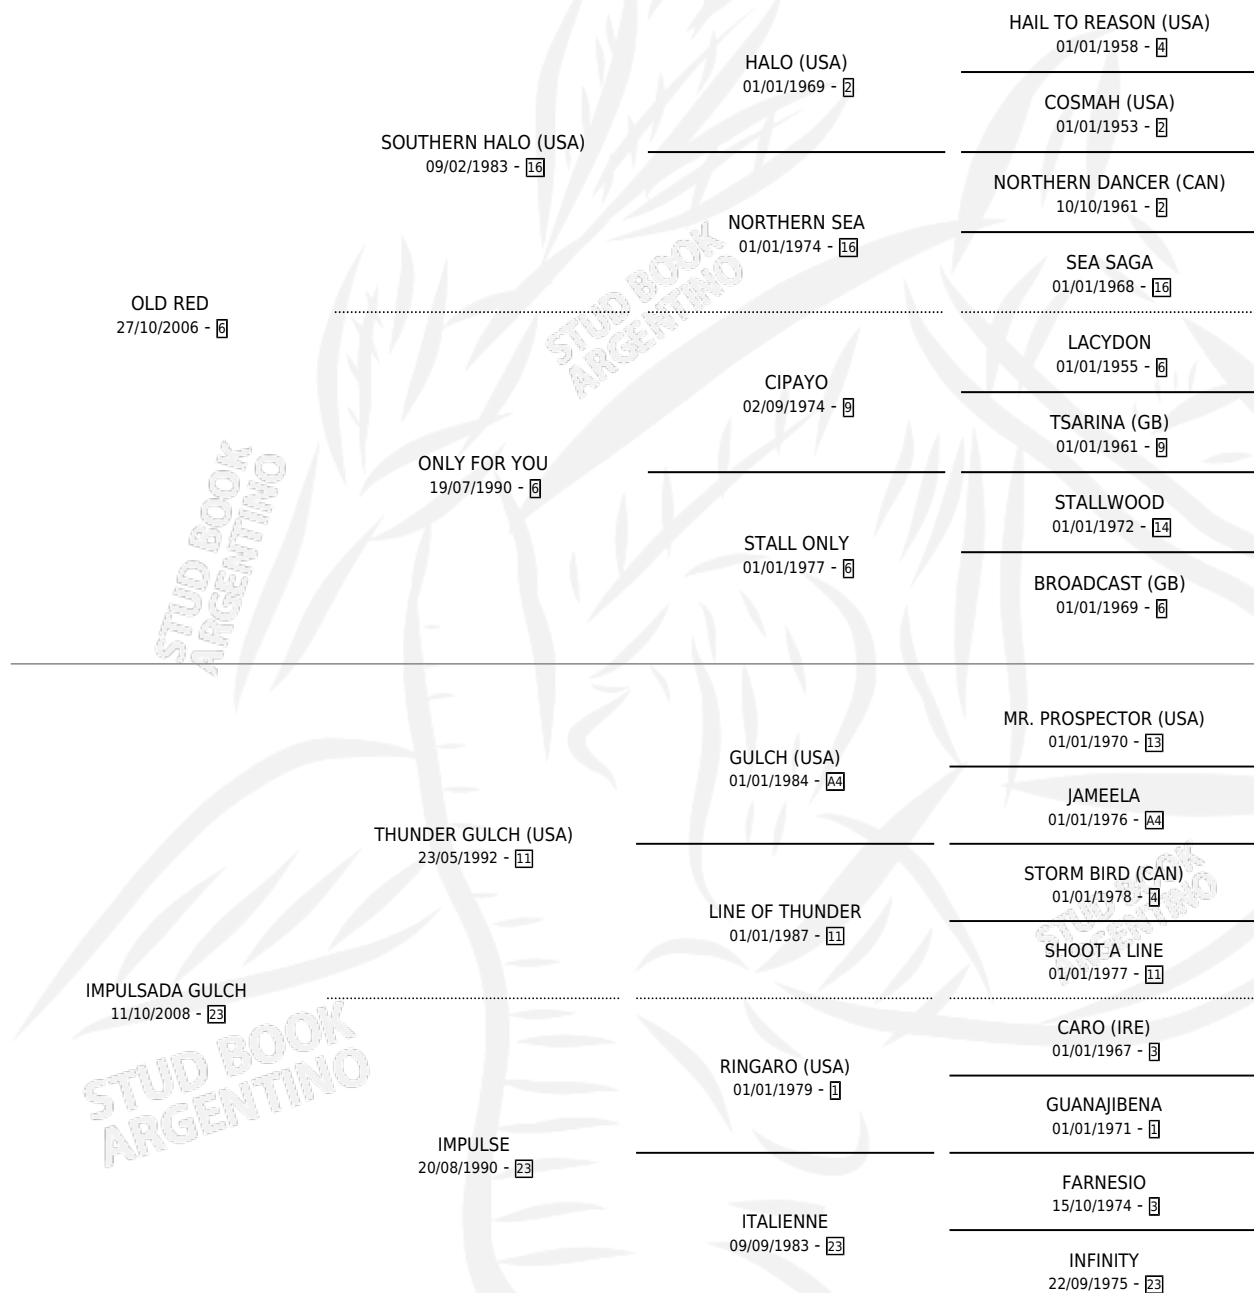 HAIL TO REASON (USA)
01/01/1958 - 4
HALO (USA)
01/01/1969 - 2
COSMAH (USA)
01/01/1953 - 2
SOUTHERN HALO (USA)
09/02/1983 - 16
NORTHERN DANCER (CAN)
10/10/1961 - 2
NORTHERN SEA
01/01/1974 - 16
SEA SAGA
01/01/1968 - 16
OLD RED
27/10/2006 - 6
STUD BOOK
ARGENTINO
LACYDON
01/01/1955 - 6
CIPAYO
02/09/1974 - 9
TSARINA (GB)
01/01/1961 - 9
ONLY FOR YOU
19/07/1990 - 6
STALLWOOD
01/01/1972 - 14
STALL ONLY
01/01/1977 - 6
BROADCAST (GB)
01/01/1969 - 6
STUD BOOK
ARGENTINO
MR. PROSPECTOR (USA)
01/01/1970 - 13
GULCH (USA)
01/01/1984 - A4
JAMEELA
01/01/1976 - A4
THUNDER GULCH (USA)
23/05/1992 - 11
STORM BIRD (CAN)
01/01/1978 - 4
LINE OF THUNDER
01/01/1987 - 11
SHOOT A LINE
01/01/1977 - 11
STUD BOOK
ARGENTINO
IMPULSADA GULCH
11/10/2008 - 23
STUD BOOK
ARGENTINO
CARO (IRE)
01/01/1967 - 3
RINGARO (USA)
01/01/1979 - 1
GUANAJIBENA
01/01/1971 - 1
IMPULSE
20/08/1990 - 23
FARNESIO
15/10/1974 - 3
ITALIENNE
09/09/1983 - 23
INFINITY
22/09/1975 - 23